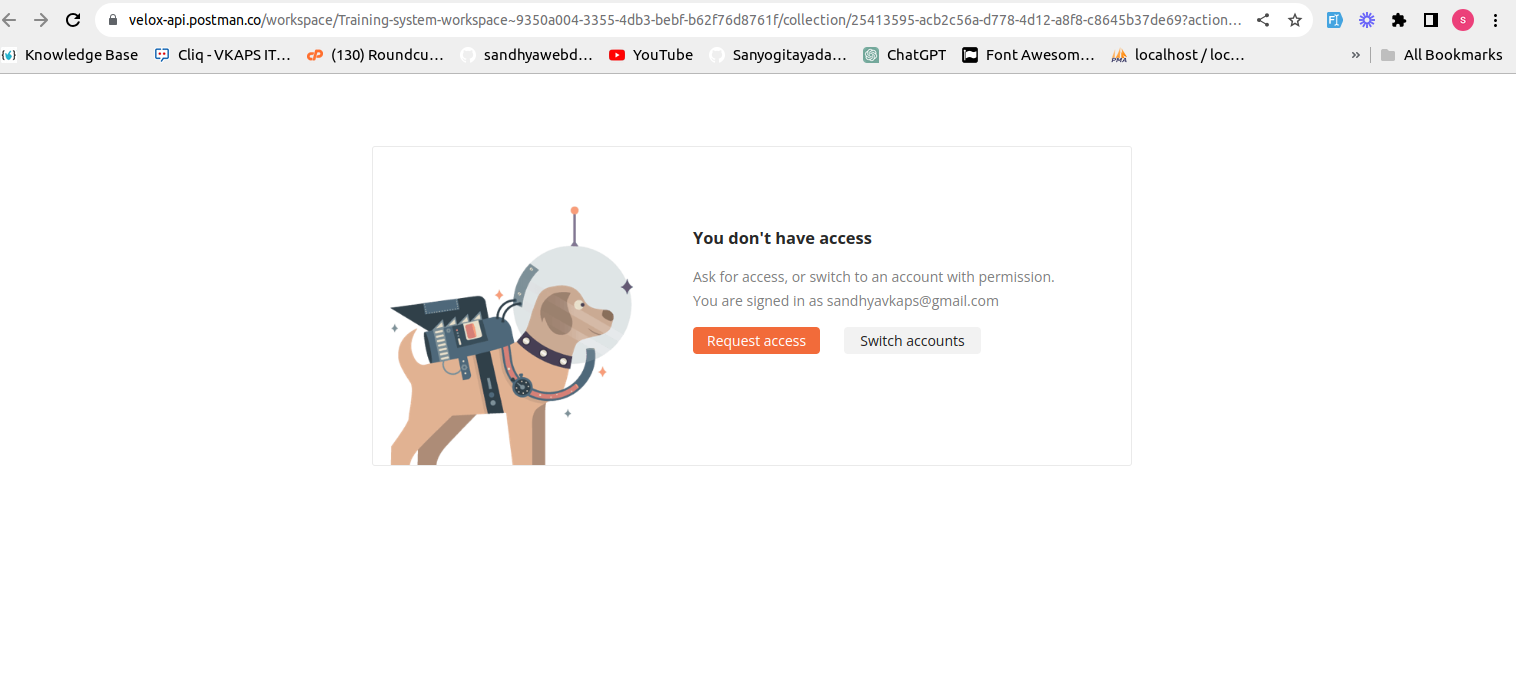 velox-api.postman.co/workspace/Training-system-workspace~9350a004-3355-4db3-bebf-b62f76d8761f/collection/25413595-acb2c56a-d778-4d12-a8f8-c8645b37de69?action...
S
Knowledge Base Cliq - VKAPS IT... (130) Roundcu... sandhyawebd... YouTube Sanyogitayada... ChatGPT Font Awesom... localhost / loc... » All Bookmarks
You don't have access
Ask for access, or switch to an account with permission.
You are signed in as sandhyavkaps@gmail.com
Request access Switch accounts